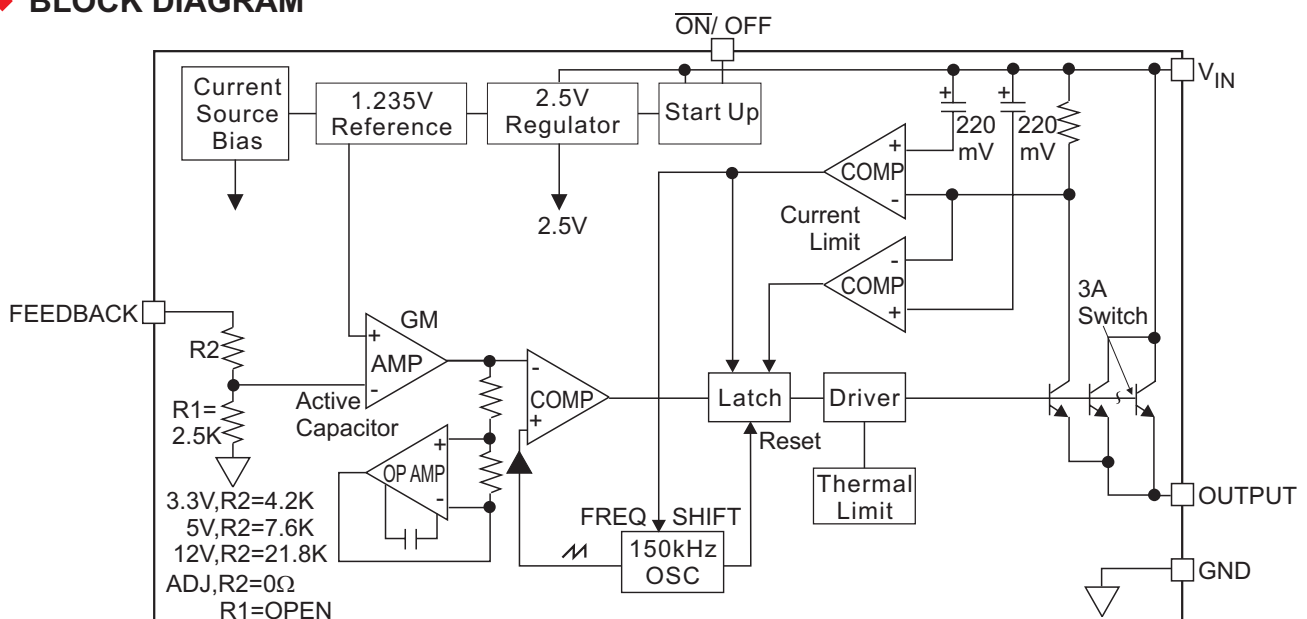 BLOCK DIAGRAM
ON/ OFF
VIN
Current
Source
Bias
1.235V
Reference
2.5V
Regulator
Start Up
2.5V
+
220
mV
+
220
mV
+
COMP
-
Current
Limit
-
COMP
+
3A
Switch
FEEDBACK
R2
R1=
2.5K
3.3V,R2=4.2K
5V,R2=7.6K
12V,R2=21.8K
ADJ,R2=0Ω
R1=OPEN
GM
+
AMP
-
Active
Capacitor
+
OP AMP
-
-
COMP
+
Latch
Driver
Reset
Thermal
Limit
FREQ SHIFT
150kHz
OSC
OUTPUT
GND